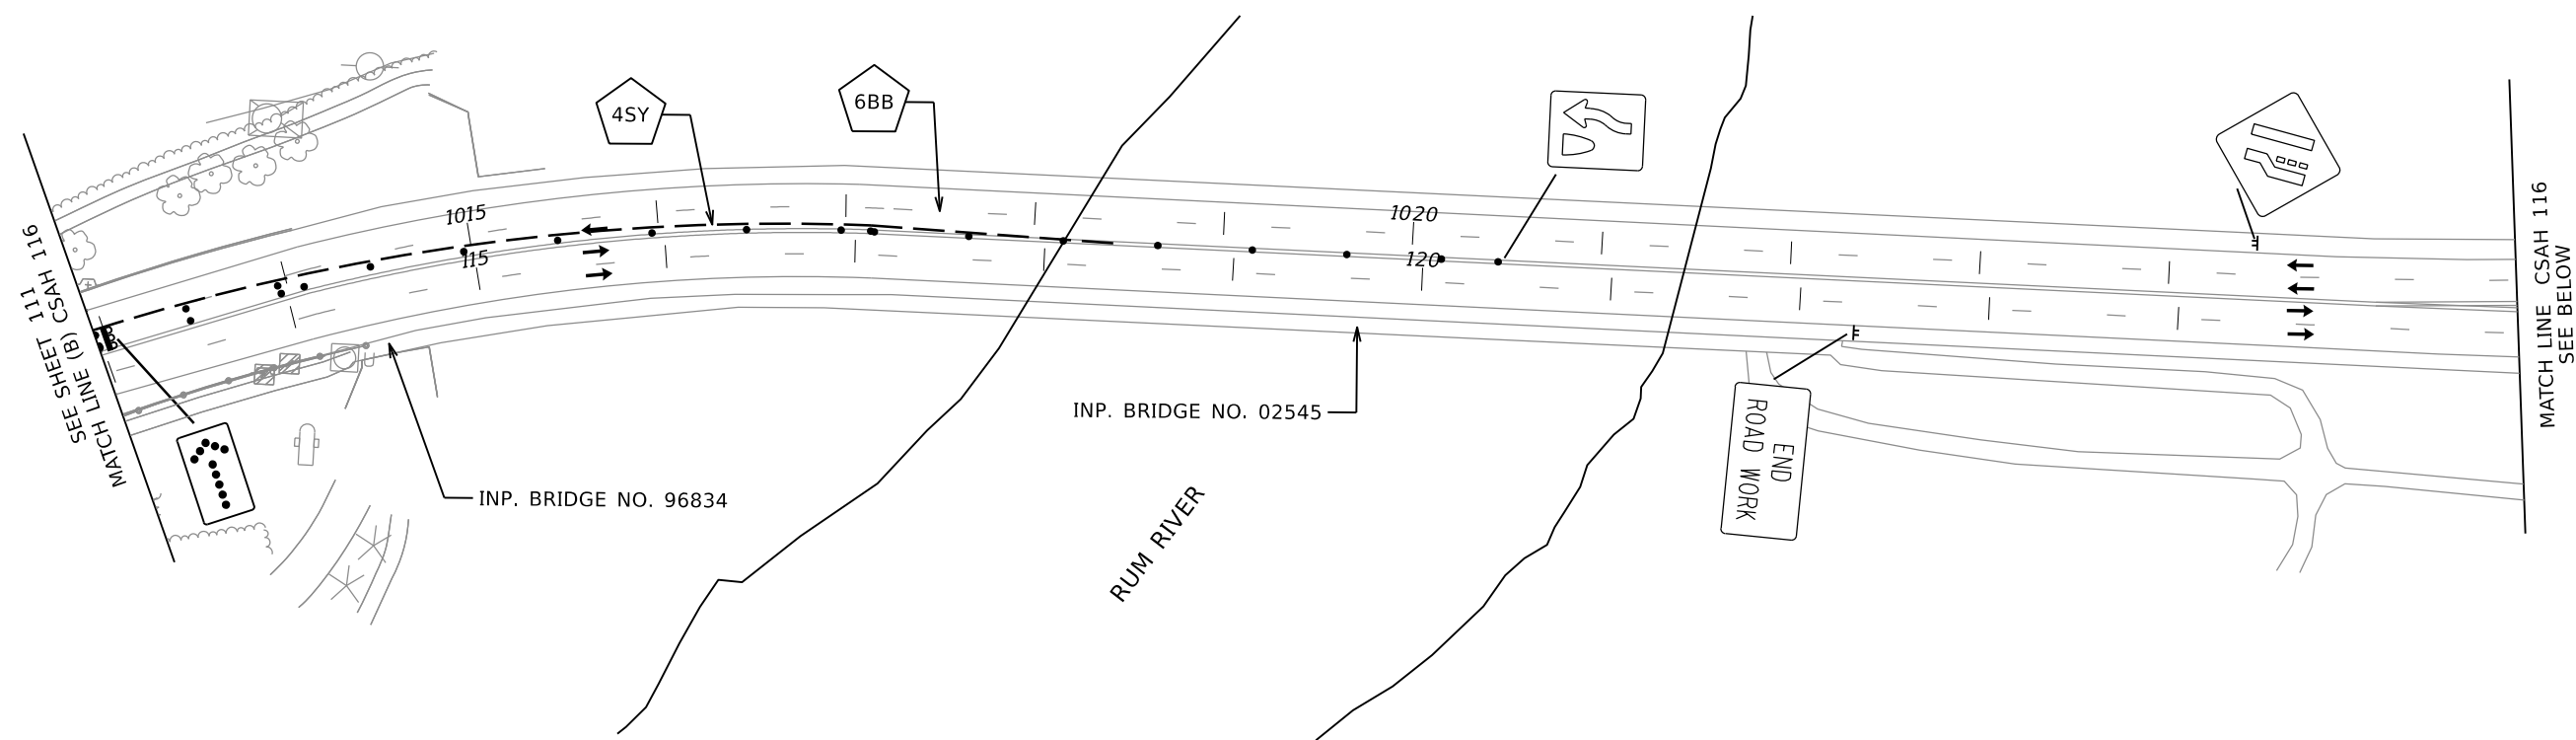 SEE SHEET 111
MATCH LINE (B) CSAH 116
4SY
6BB
1015
115
1020
120
INP. BRIDGE NO. 96834
INP. BRIDGE NO. 02545
RUM RIVER
END
ROAD WORK
MATCH LINE CSAH 116
SEE BELOW